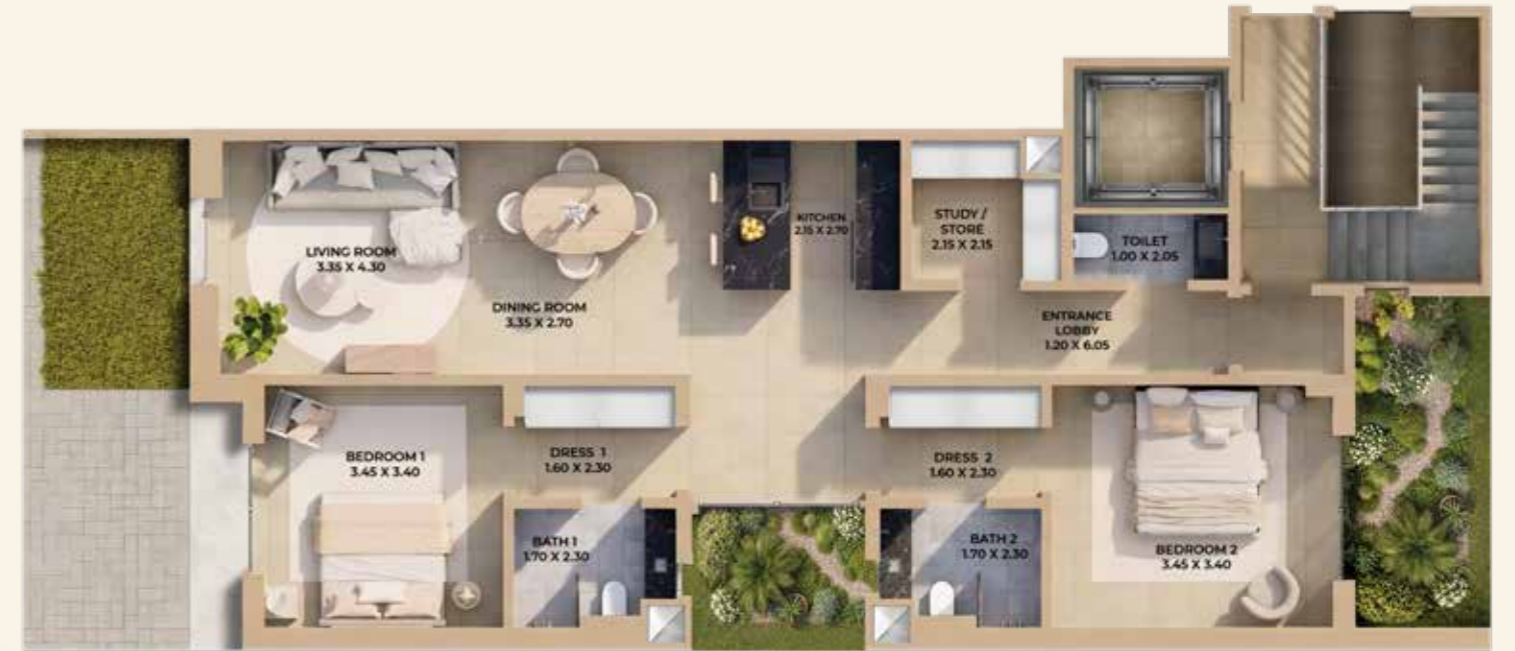 LIVING ROOM
3.35 X 4.30
DINING ROOM
3.35 X 2.70
KITCHEN
2.15 X 2.70
STUDY /
STORE
2.15 X 2.15
TOILET
1.00 X 2.05
ENTRANCE
LOBBY
1.20 X 6.05
BEDROOM 1
3.45 X 3.40
DRESS 1
1.60 X 2.30
BATH 1
1.70 X 2.30
DRESS 2
1.60 X 2.30
BATH 2
1.70 X 2.30
BEDROOM 2
3.45 X 3.40